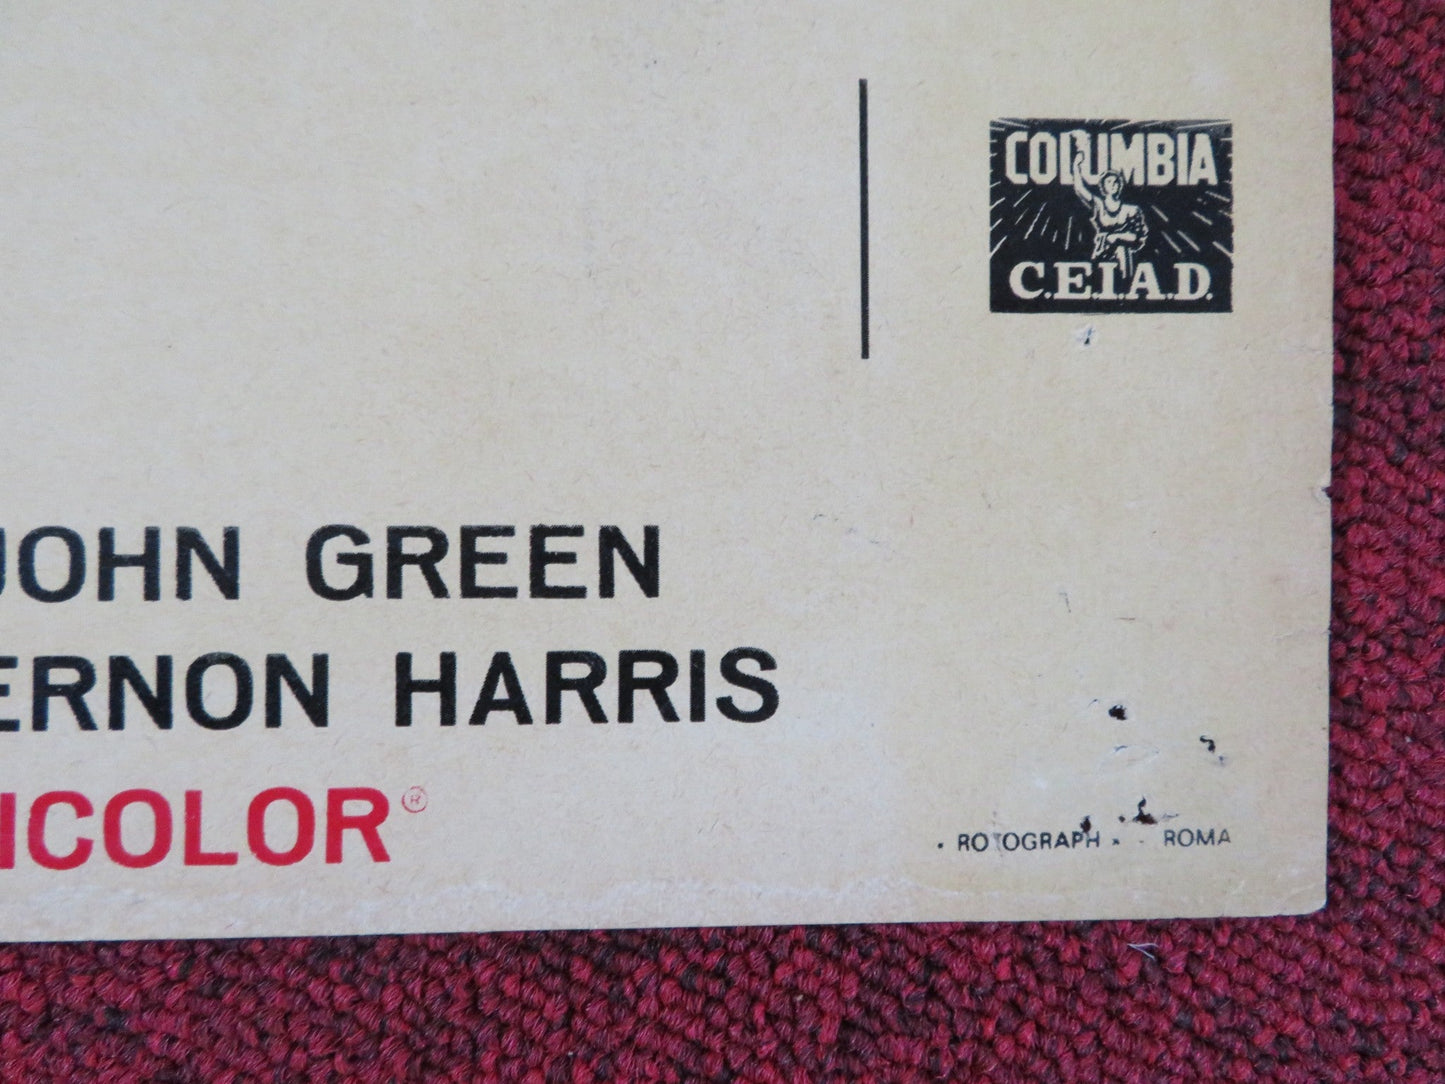 COLUMBIA
C.E.I.A.D.
JOHN GREEN
ERNON HARRIS
ICOLOR®
ROTOGRAPH - ROMA